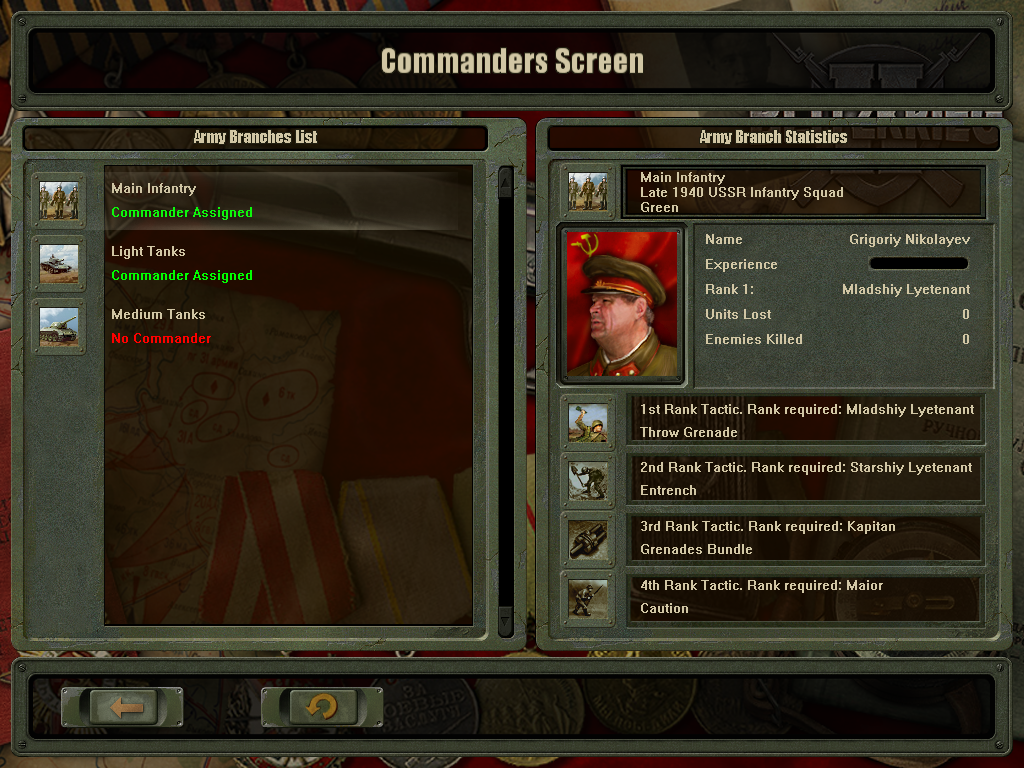 Commanders Screen
Army Branches List
Main Infantry
Commander Assigned
Light Tanks
Commander Assigned
Medium Tanks
No Commander
Army Branch Statistics
Main Infantry
Late 1940 USSR Infantry Squad
Green
Name Grigoriy Nikolayev
Experience
Rank 1: Mladshiy Lyetenant
Units Lost 0
Enemies Killed 0
1st Rank Tactic. Rank required: Mladshiy Lyetenant
Throw Grenade
2nd Rank Tactic. Rank required: Starshiy Lyetenant
Entrench
3rd Rank Tactic. Rank required: Kapitan
Grenades Bundle
4th Rank Tactic. Rank required: Maior
Caution